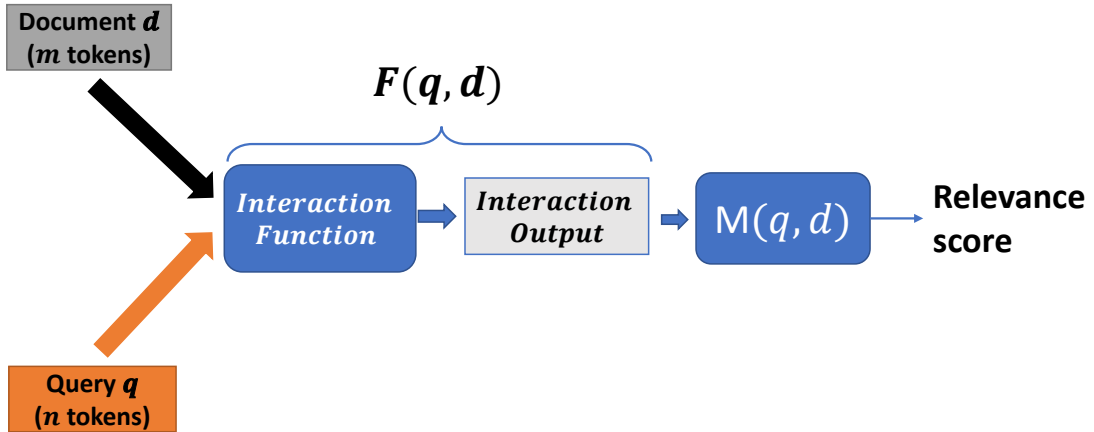 Document d
(m tokens)
F(q, d)
Interaction
Function
Interaction
Output
M(q, d)
Relevance
score
Query q
(n tokens)